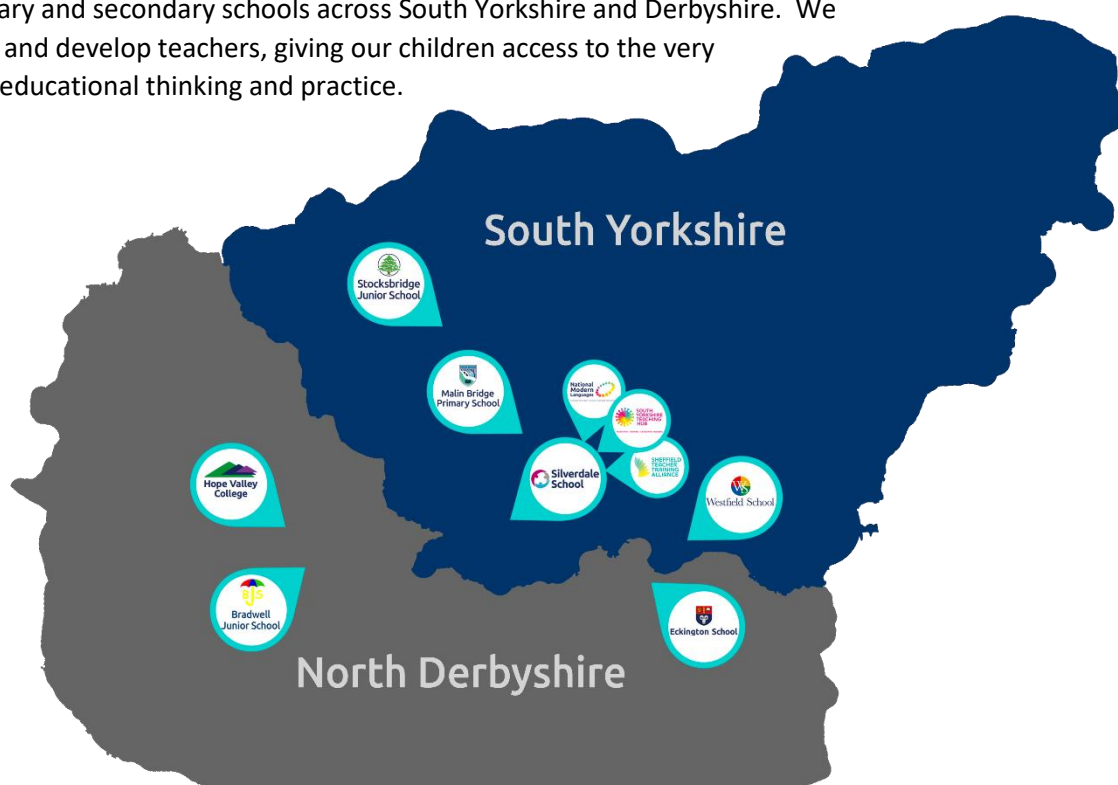 ary and secondary schools across South Yorkshire and Derbyshire. We
and develop teachers, giving our children access to the very
educational thinking and practice.
South Yorkshire
Stocksbridge
Junior School
Malin Bridge
Primary School
National
Modern
Languages
SOUTH
YORKSHIRE
TEACHING
HUB
SHEFFIELD
TEACHER
TRAINING
ALLIANCE
Silverdale
School
Hope Valley
College
WS
Westfield School
BJS
Bradwell
Junior School
Eckington School
North Derbyshire